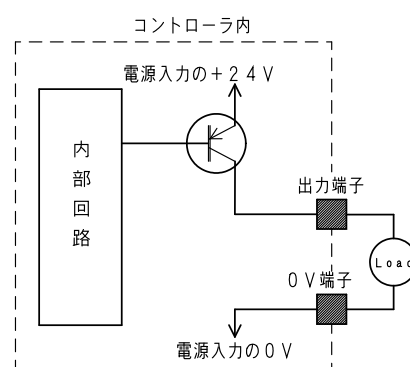 コントローラ内
電源入力の+24V
内部回路
出力端子
Load
0V端子
電源入力の0V